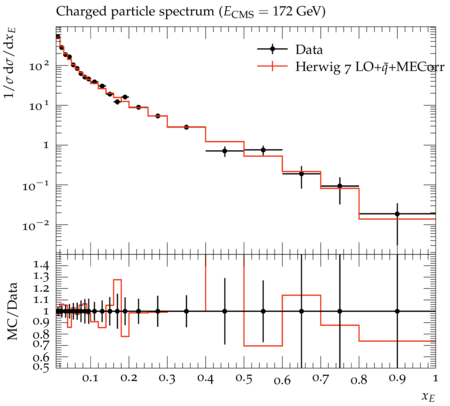 Charged particle spectrum (E_CMS = 172 GeV)
1/σ dσ/dx_E
Data
Herwig 7 LO+q̄+MECorr
10²
10¹
1
10⁻¹
10⁻²
MC/Data
1.4
1.3
1.2
1.1
1
0.9
0.8
0.7
0.6
0.5
0.1 0.2 0.3 0.4 0.5 0.6 0.7 0.8 0.9 1
x_E